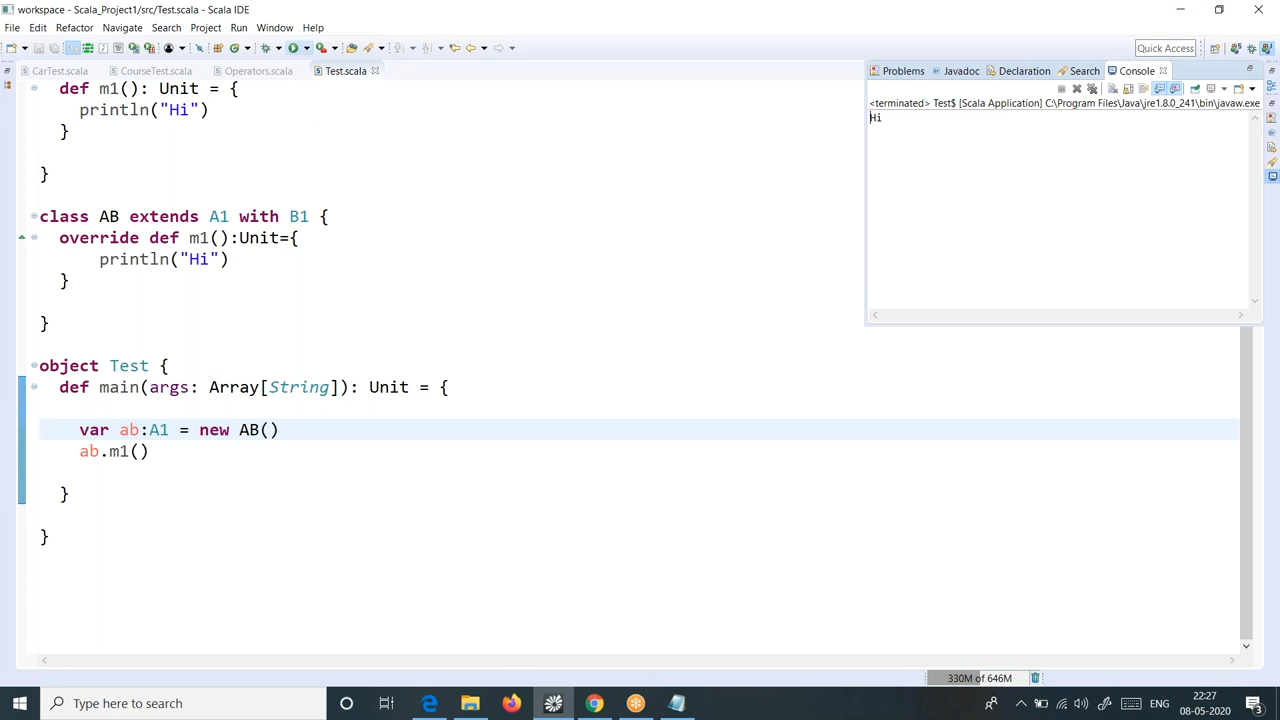 workspace - Scala_Project1/src/Test.scala - Scala IDE
File Edit Refactor Navigate Search Project Run Window Help
Quick Access
CarTest.scala CourseTest.scala Operators.scala Test.scala
def m1(): Unit = {
println("Hi")
}
}
class AB extends A1 with B1 {
override def m1():Unit={
println("Hi")
}
}
object Test {
def main(args: Array[String]): Unit = {
var ab:A1 = new AB()
ab.m1()
}
}
Problems Javadoc Declaration Search Console
<terminated> Test$ [Scala Application] C:\Program Files\Java\jre1.8.0_241\bin\javaw.exe
Hi
330M of 646M
Type here to search
ENG
22:27
08-05-2020
3